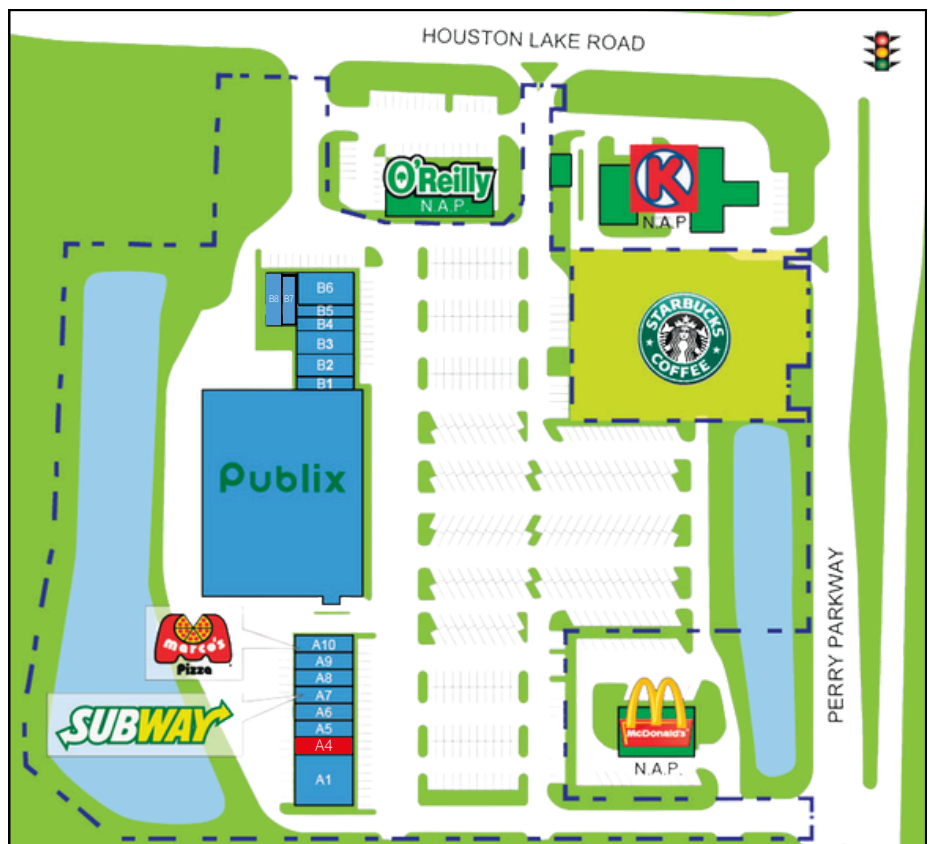 HOUSTON LAKE ROAD
O'Reilly
N.A.P.
K
N.A.P.
B6
B8
B7
B5
B4
B3
B2
B1
STARBUCKS
COFFEE
Publix
PERRY PARKWAY
marco's
Pizza
SUBWAY
A10
A9
A8
A7
A6
A5
A4
A1
McDonald's
N.A.P.